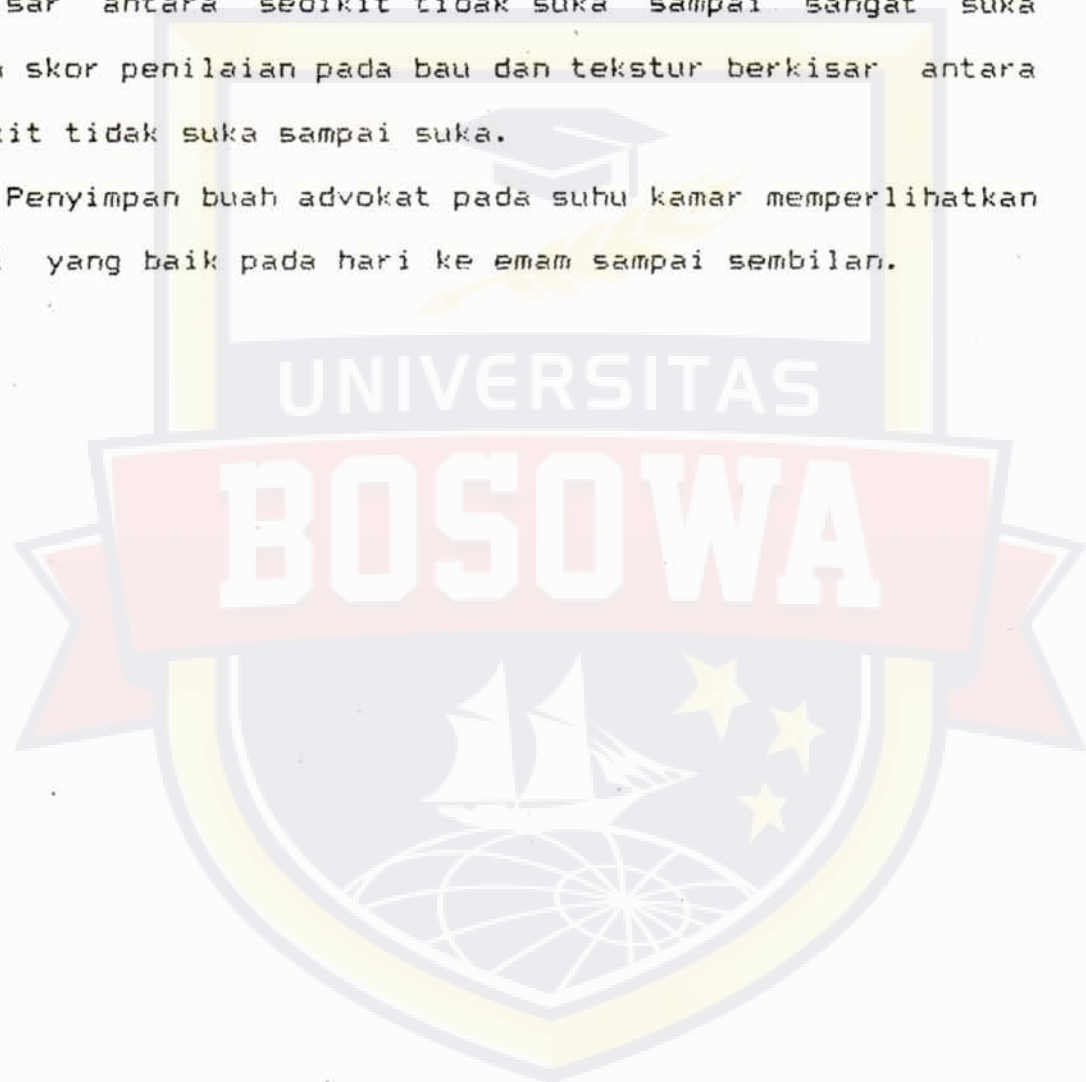 sar antara sedikit tidak suka sampai sangat suka
skor penilaian pada bau dan tekstur berkisar antara
kit tidak suka sampai suka.
Penyimpan buah advokat pada suhu kamar memperlihatkan
yang baik pada hari ke emam sampai sembilan.
UNIVERSITAS
BOSOWA